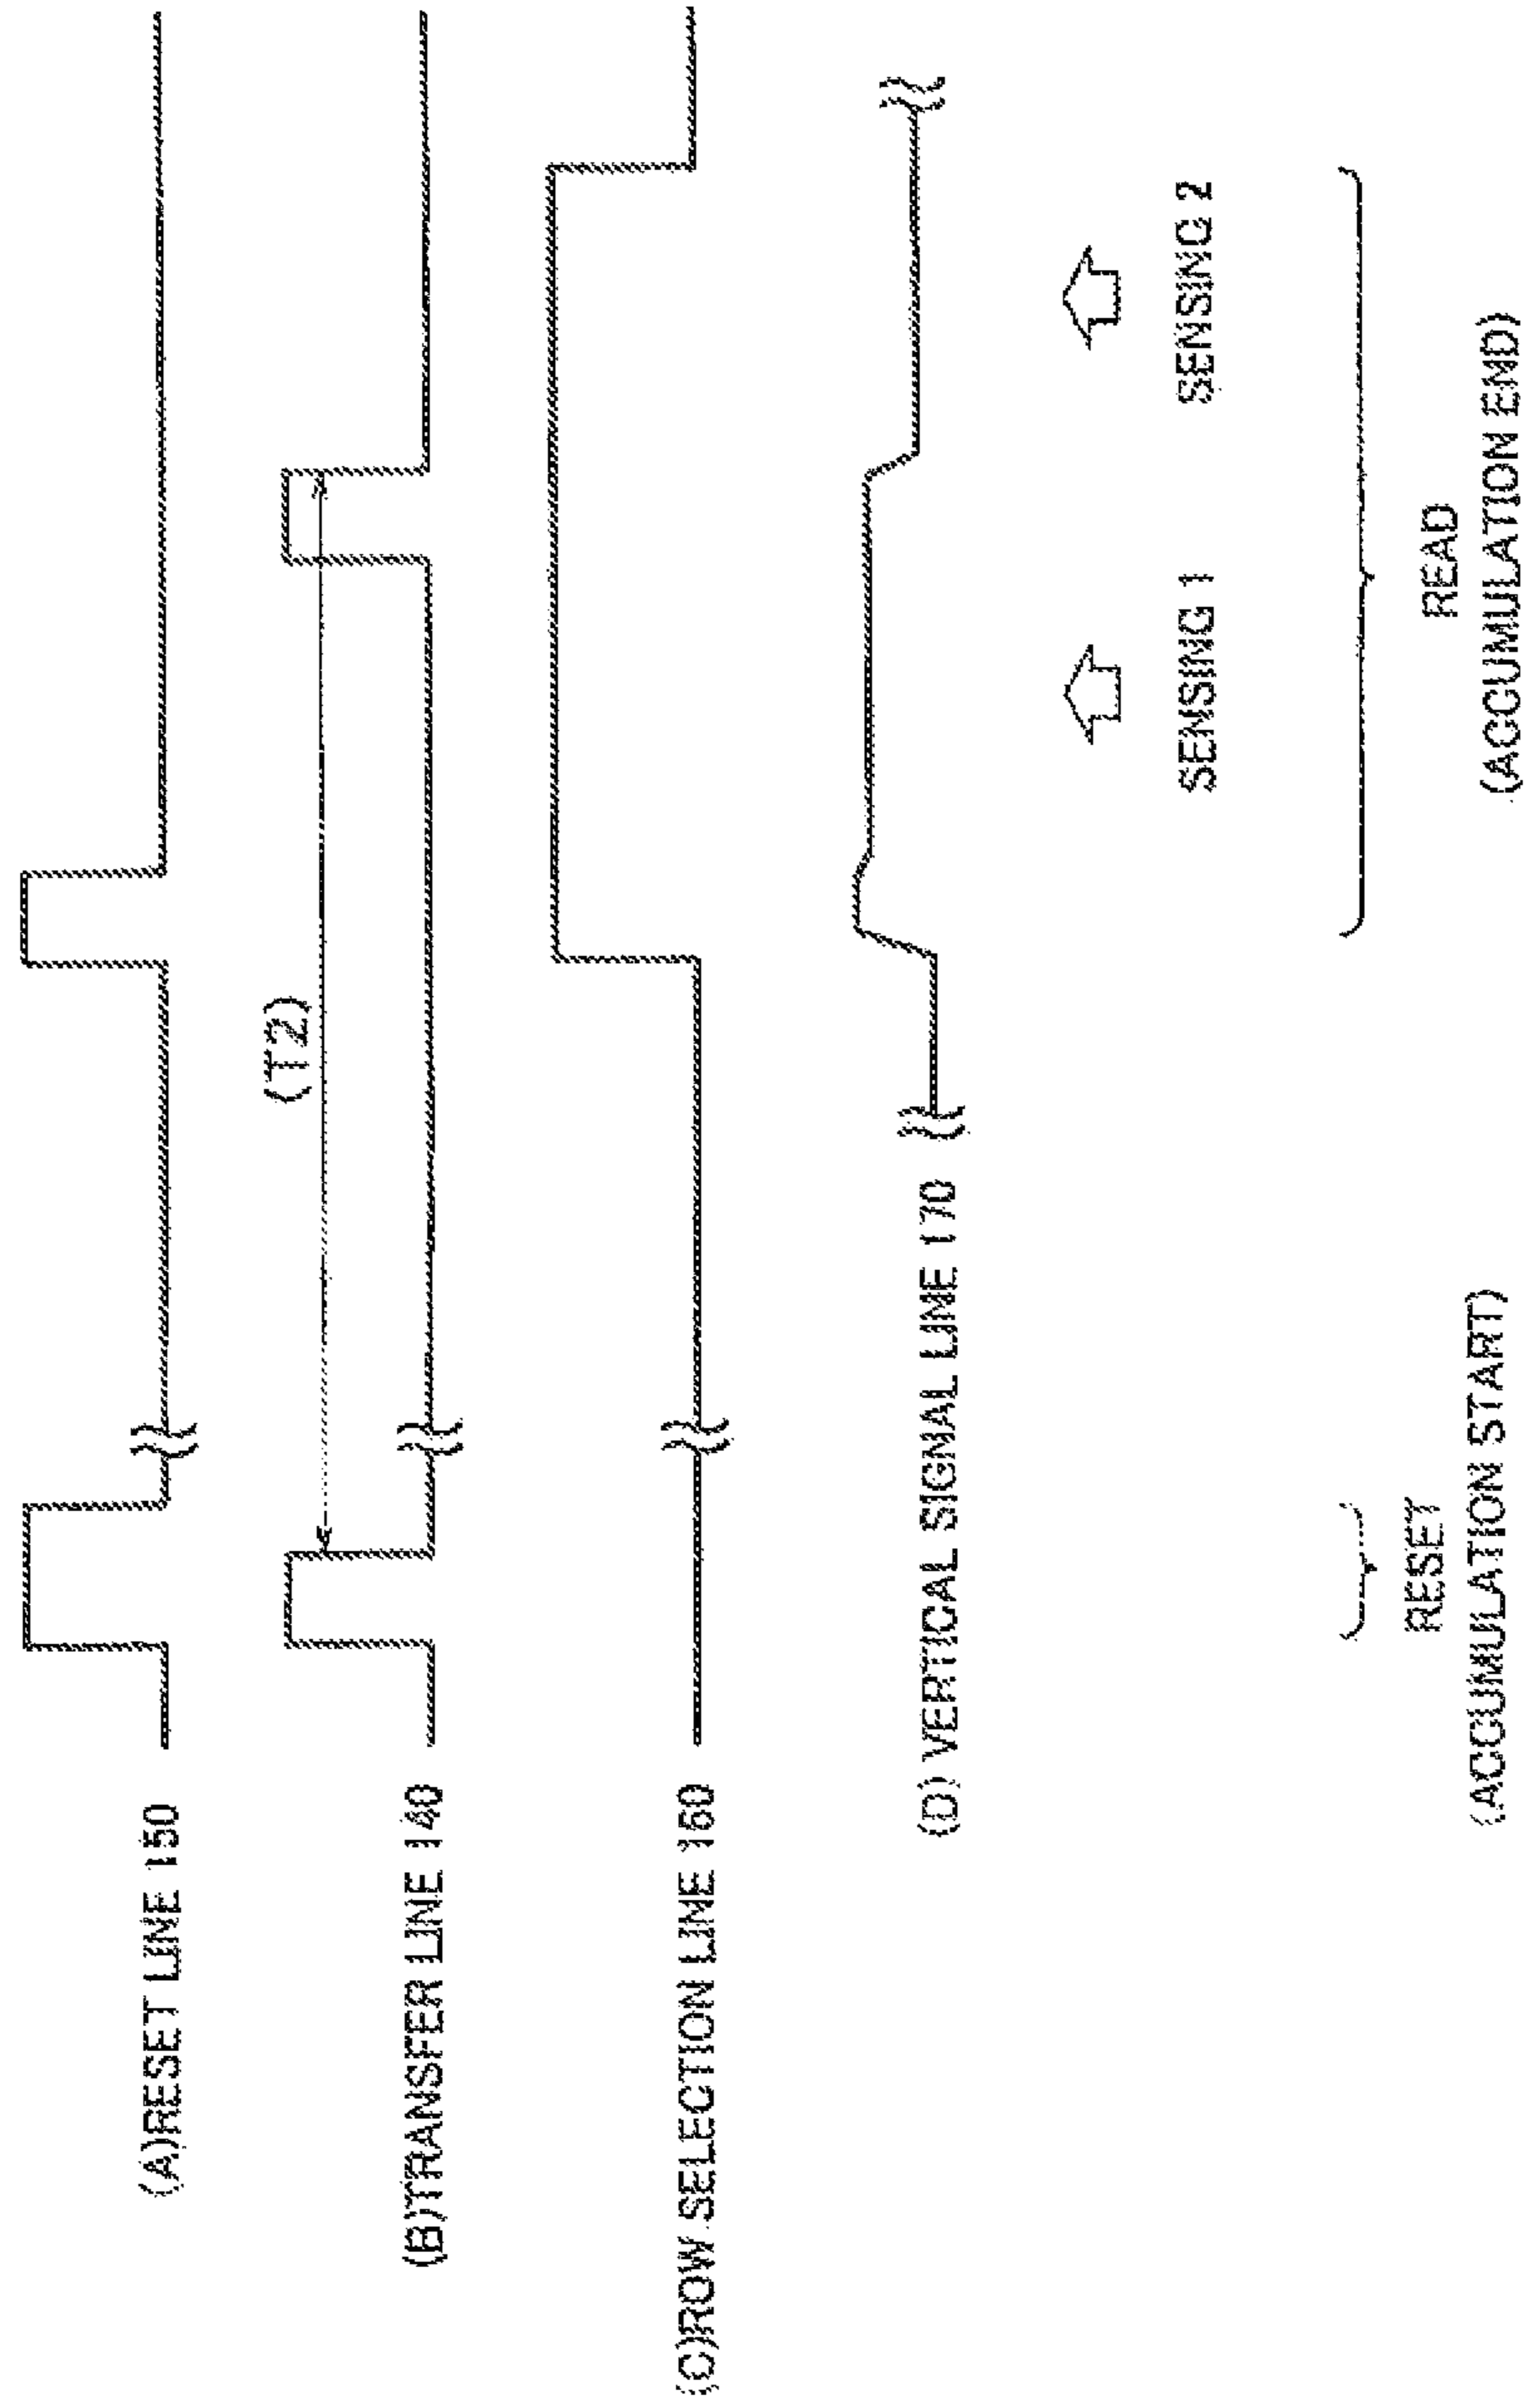 (A)RESET LINE 150
(B)TRANSFER LINE 140
(T2)
(C)ROW SELECTION LINE 160
(D) VERTICAL SIGNAL LINE 170
SENSING 1
SENSING 2
RESET
(ACCUMULATION START)
READ
(ACCUMULATION END)